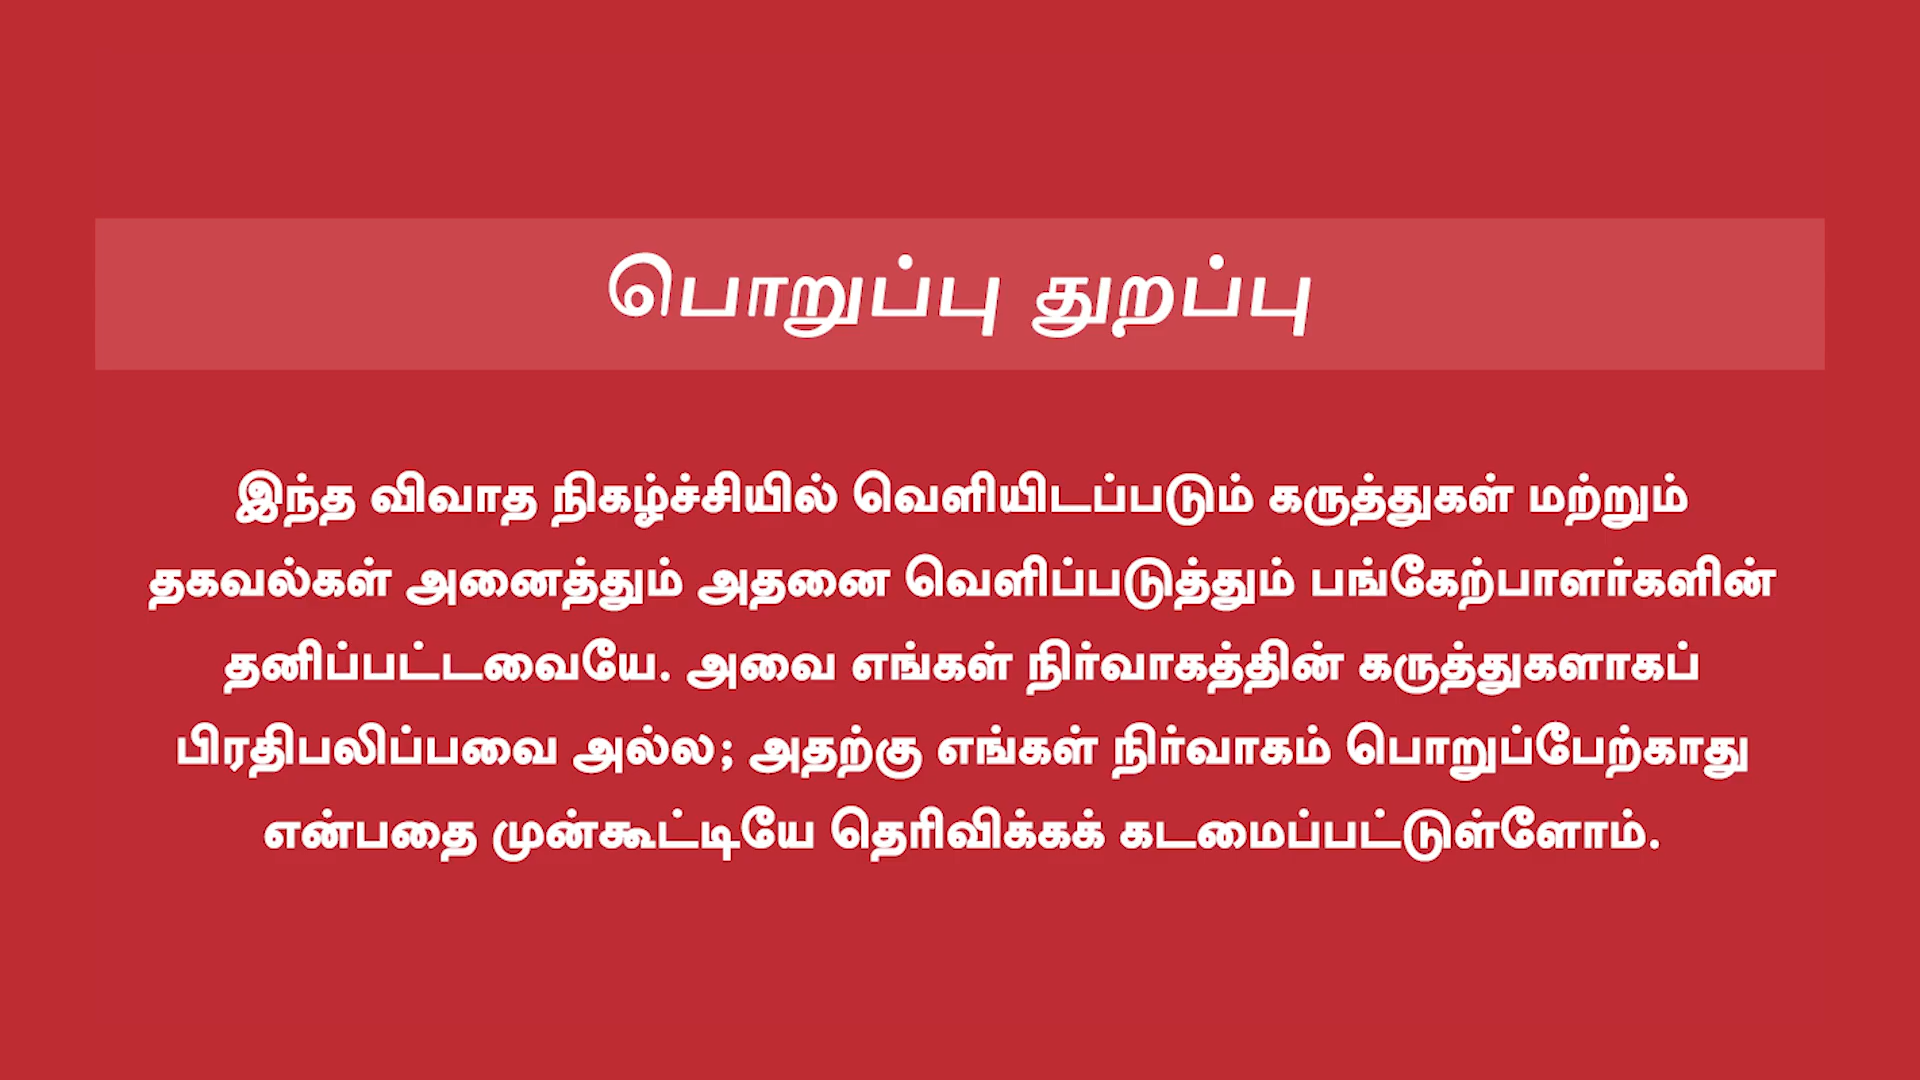 பொறுப்பு துறப்பு
இந்த விவாத நிகழ்ச்சியில் வெளியிடப்படும் கருத்துகள் மற்றும்
தகவல்கள் அனைத்தும் அதனை வெளிப்படுத்தும் பங்கேற்பாளர்களின்
தனிப்பட்டவையே. அவை எங்கள் நிர்வாகத்தின் கருத்துகளாகப்
பிரதிபலிப்பவை அல்ல; அதற்கு எங்கள் நிர்வாகம் பொறுப்பேற்காது
என்பதை முன்கூட்டியே தெரிவிக்கக் கடமைப்பட்டுள்ளோம்.